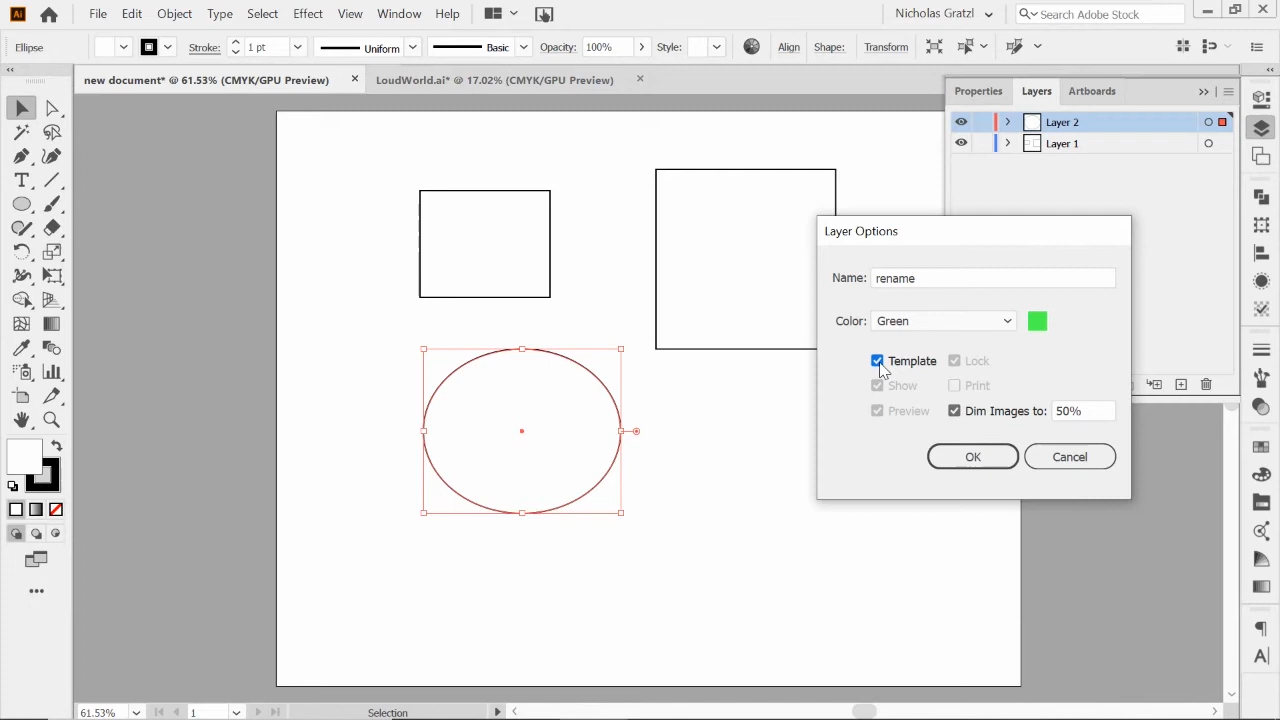 Ai File Edit Object Type Select Effect View Window Help Nicholas Gratzl Search Adobe Stock
Ellipse Stroke: 1 pt Uniform Basic Opacity: 100% Style: Align Shape: Transform
new document* @ 61.53% (CMYK/GPU Preview) LoudWorld.ai* @ 17.02% (CMYK/GPU Preview)
Properties Layers Artboards
Layer 2
Layer 1
Layer Options
Name: rename
Color: Green
Template Lock
Show Print
Preview Dim Images to: 50%
OK Cancel
61.53% 1 Selection